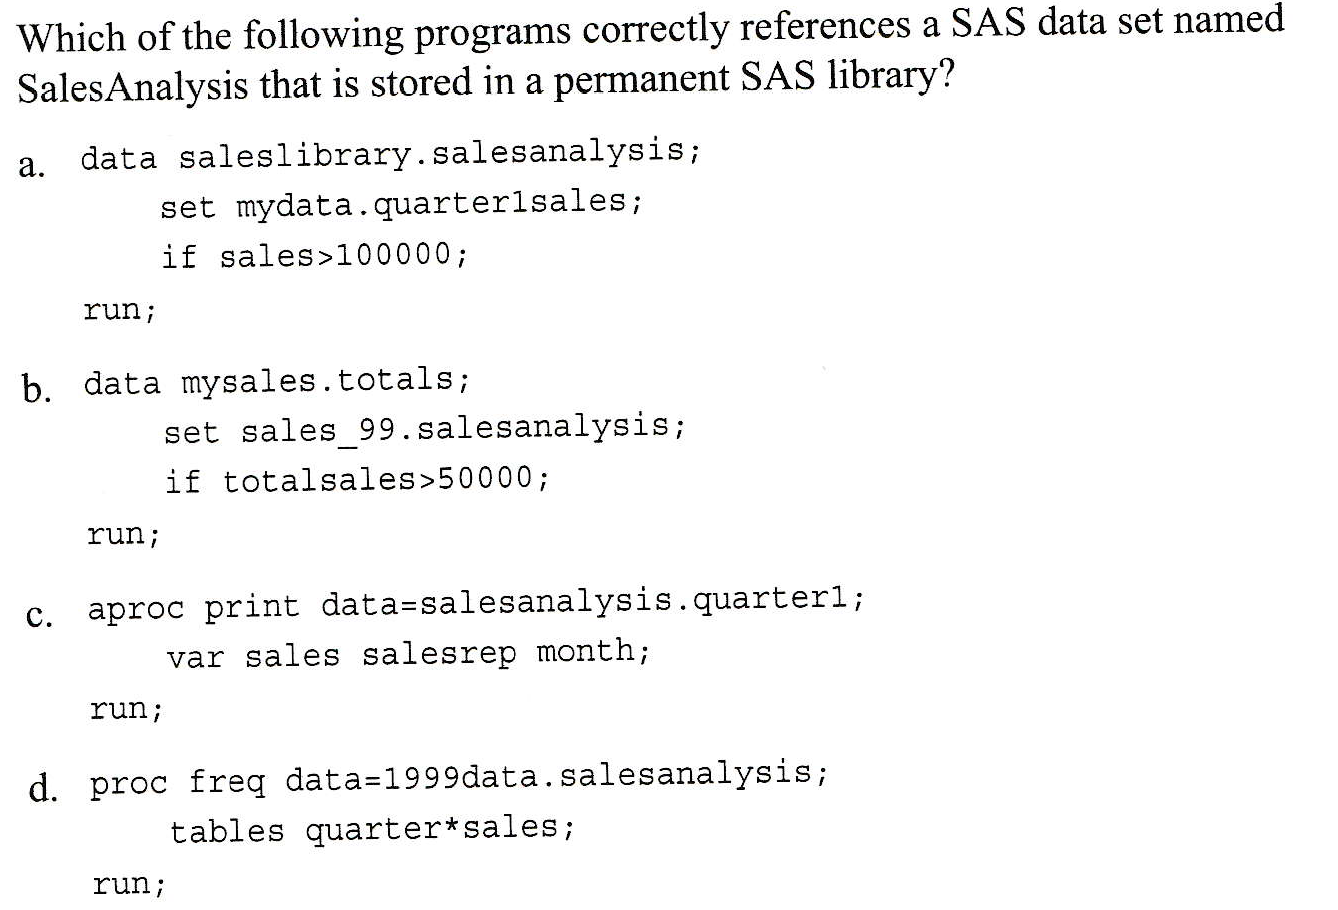 Which of the following programs correctly references a SAS data set named
SalesAnalysis that is stored in a permanent SAS library?
a. data saleslibrary.salesanalysis;
set mydata.quarter1sales;
if sales>100000;
run;
b. data mysales.totals;
set sales_99.salesanalysis;
if totalsales>50000;
run;
c. aproc print data=salesanalysis.quarter1;
var sales salesrep month;
run;
d. proc freq data=1999data.salesanalysis;
tables quarter*sales;
run;